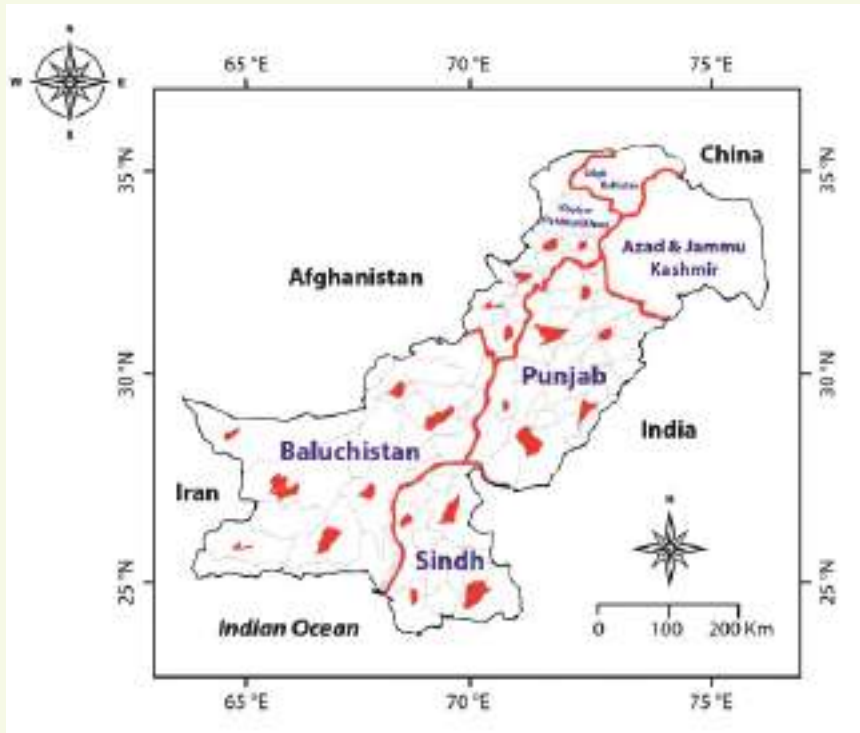 N
W E
S
65 °E 70 °E 75 °E
35 °N 35 °N
China
Azad & Jammu
Kashmir
Afghanistan
30 °N 30 °N
Punjab
India
Baluchistan
Iran
N
Sindh
25 °N 25 °N
Indian Ocean
0 100 200 Km
65 °E 70 °E 75 °E